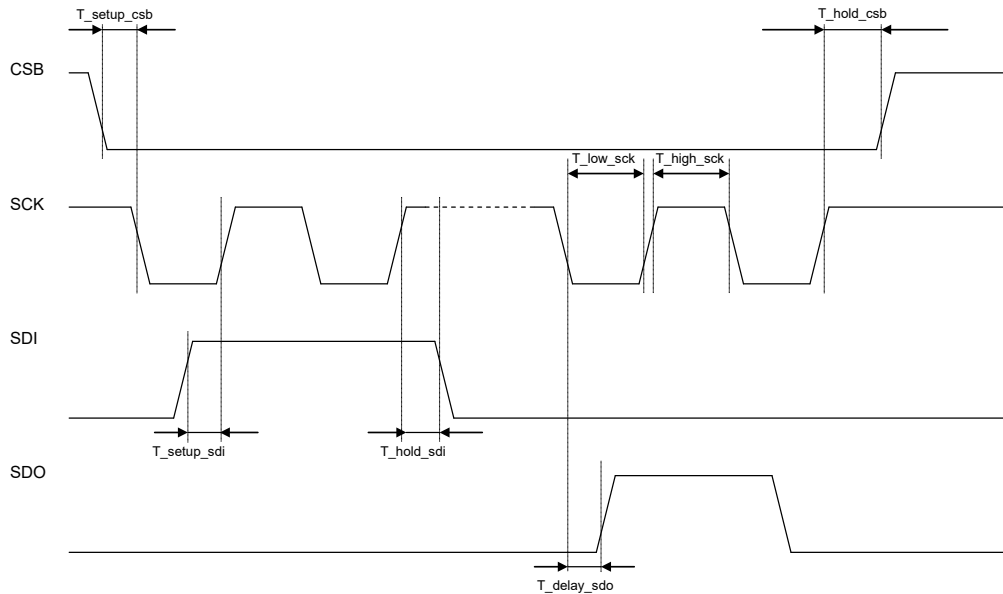 T_setup_csb
T_hold_csb
CSB
T_low_sck
T_high_sck
SCK
SDI
T_setup_sdi
T_hold_sdi
SDO
T_delay_sdo